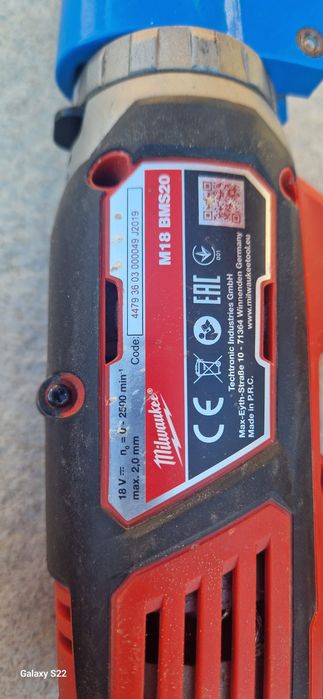 M18 BMS20
4479 36 03 000049 J2019
Code:
Milwaukee®
18 V n₀ = 0 - 2500 min⁻¹
max. 2,0 mm
CE
EAC
001
Techtronic Industries GmbH
Max-Eyth-Straße 10 - 71364 Winnenden Germany
www.milwaukeetool.eu
Made in P.R.C.
Galaxy S22